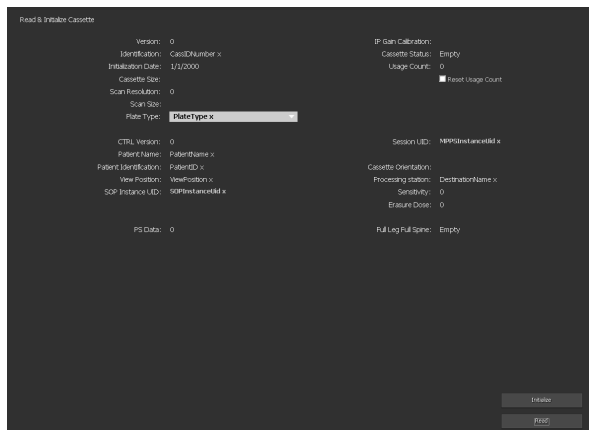 Read & Initialize Cassette
Version: 0 IP Gain Calibration:
Identification: CassIDNumber x Cassette Status: Empty
Initialization Date: 1/1/2000 Usage Count: 0
Cassette Size: Reset Usage Count
Scan Resolution: 0
Scan Size:
Plate Type: PlateType x
CTRL Version: 0 Session UID: MPPSInstanceUid x
Patient Name: PatientName x
Patient Identification: PatientID x Cassette Orientation:
View Position: ViewPosition x Processing station: DestinationName x
SOP Instance UID: SOPInstanceUid x Sensitivity: 0
Erasure Dose: 0
PS Data: 0 Full Leg Full Spine: Empty
Initialize
Read